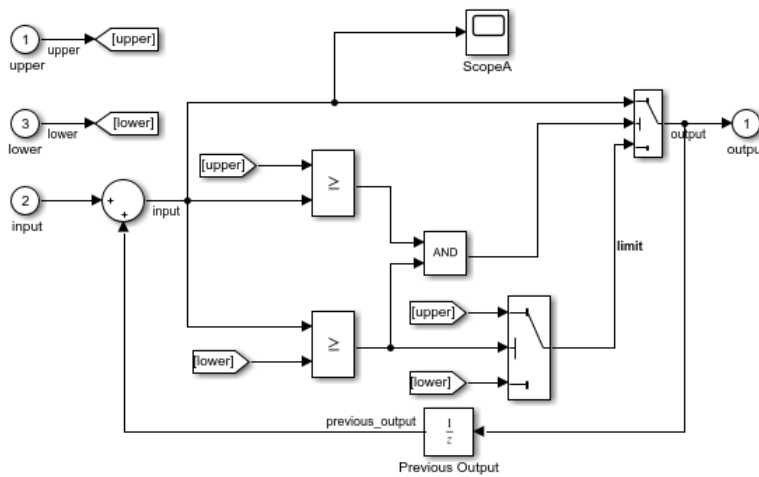 1
upper
[upper]
upper
ScopeA
3
lower
[lower]
lower
2
input
+
+
input
[upper]
≥
AND
1
output
outpu
limit
[lower]
≥
[upper]
[lower]
previous_output
1
z
Previous Output